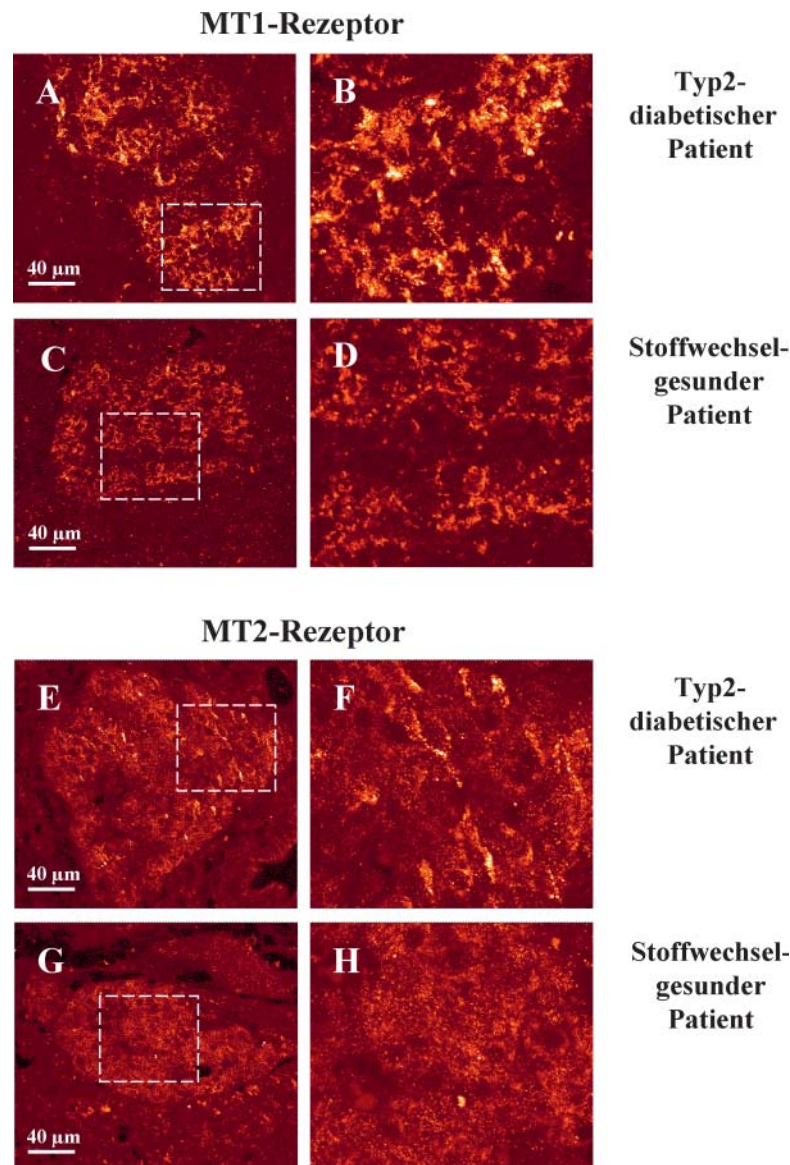 MT1-Rezeptor
A
B
Typ2-
diabetischer
Patient
40 µm
C
D
Stoffwechsel-
gesunder
Patient
40 µm
MT2-Rezeptor
E
F
Typ2-
diabetischer
Patient
40 µm
G
H
Stoffwechsel-
gesunder
Patient
40 µm